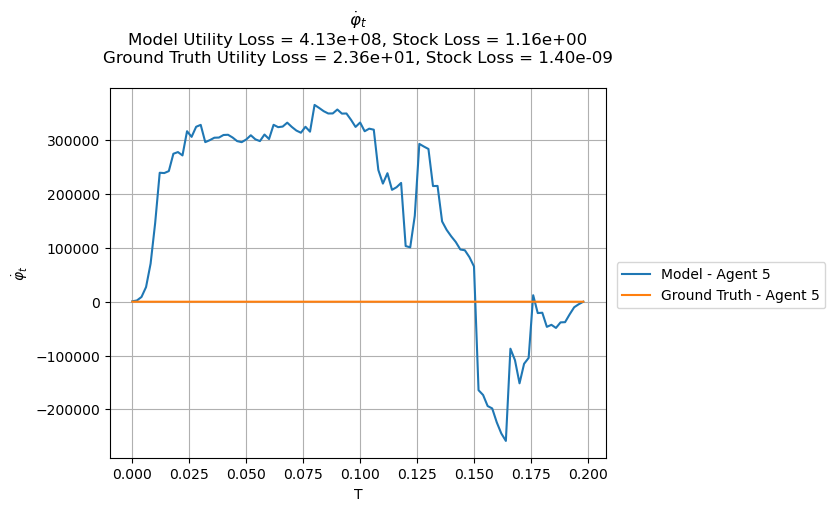 φ̇ₜ
Model Utility Loss = 4.13e+08, Stock Loss = 1.16e+00
Ground Truth Utility Loss = 2.36e+01, Stock Loss = 1.40e-09
300000
200000
100000
0
−100000
−200000
φ̇ₜ
0.000 0.025 0.050 0.075 0.100 0.125 0.150 0.175 0.200
T
Model - Agent 5
Ground Truth - Agent 5